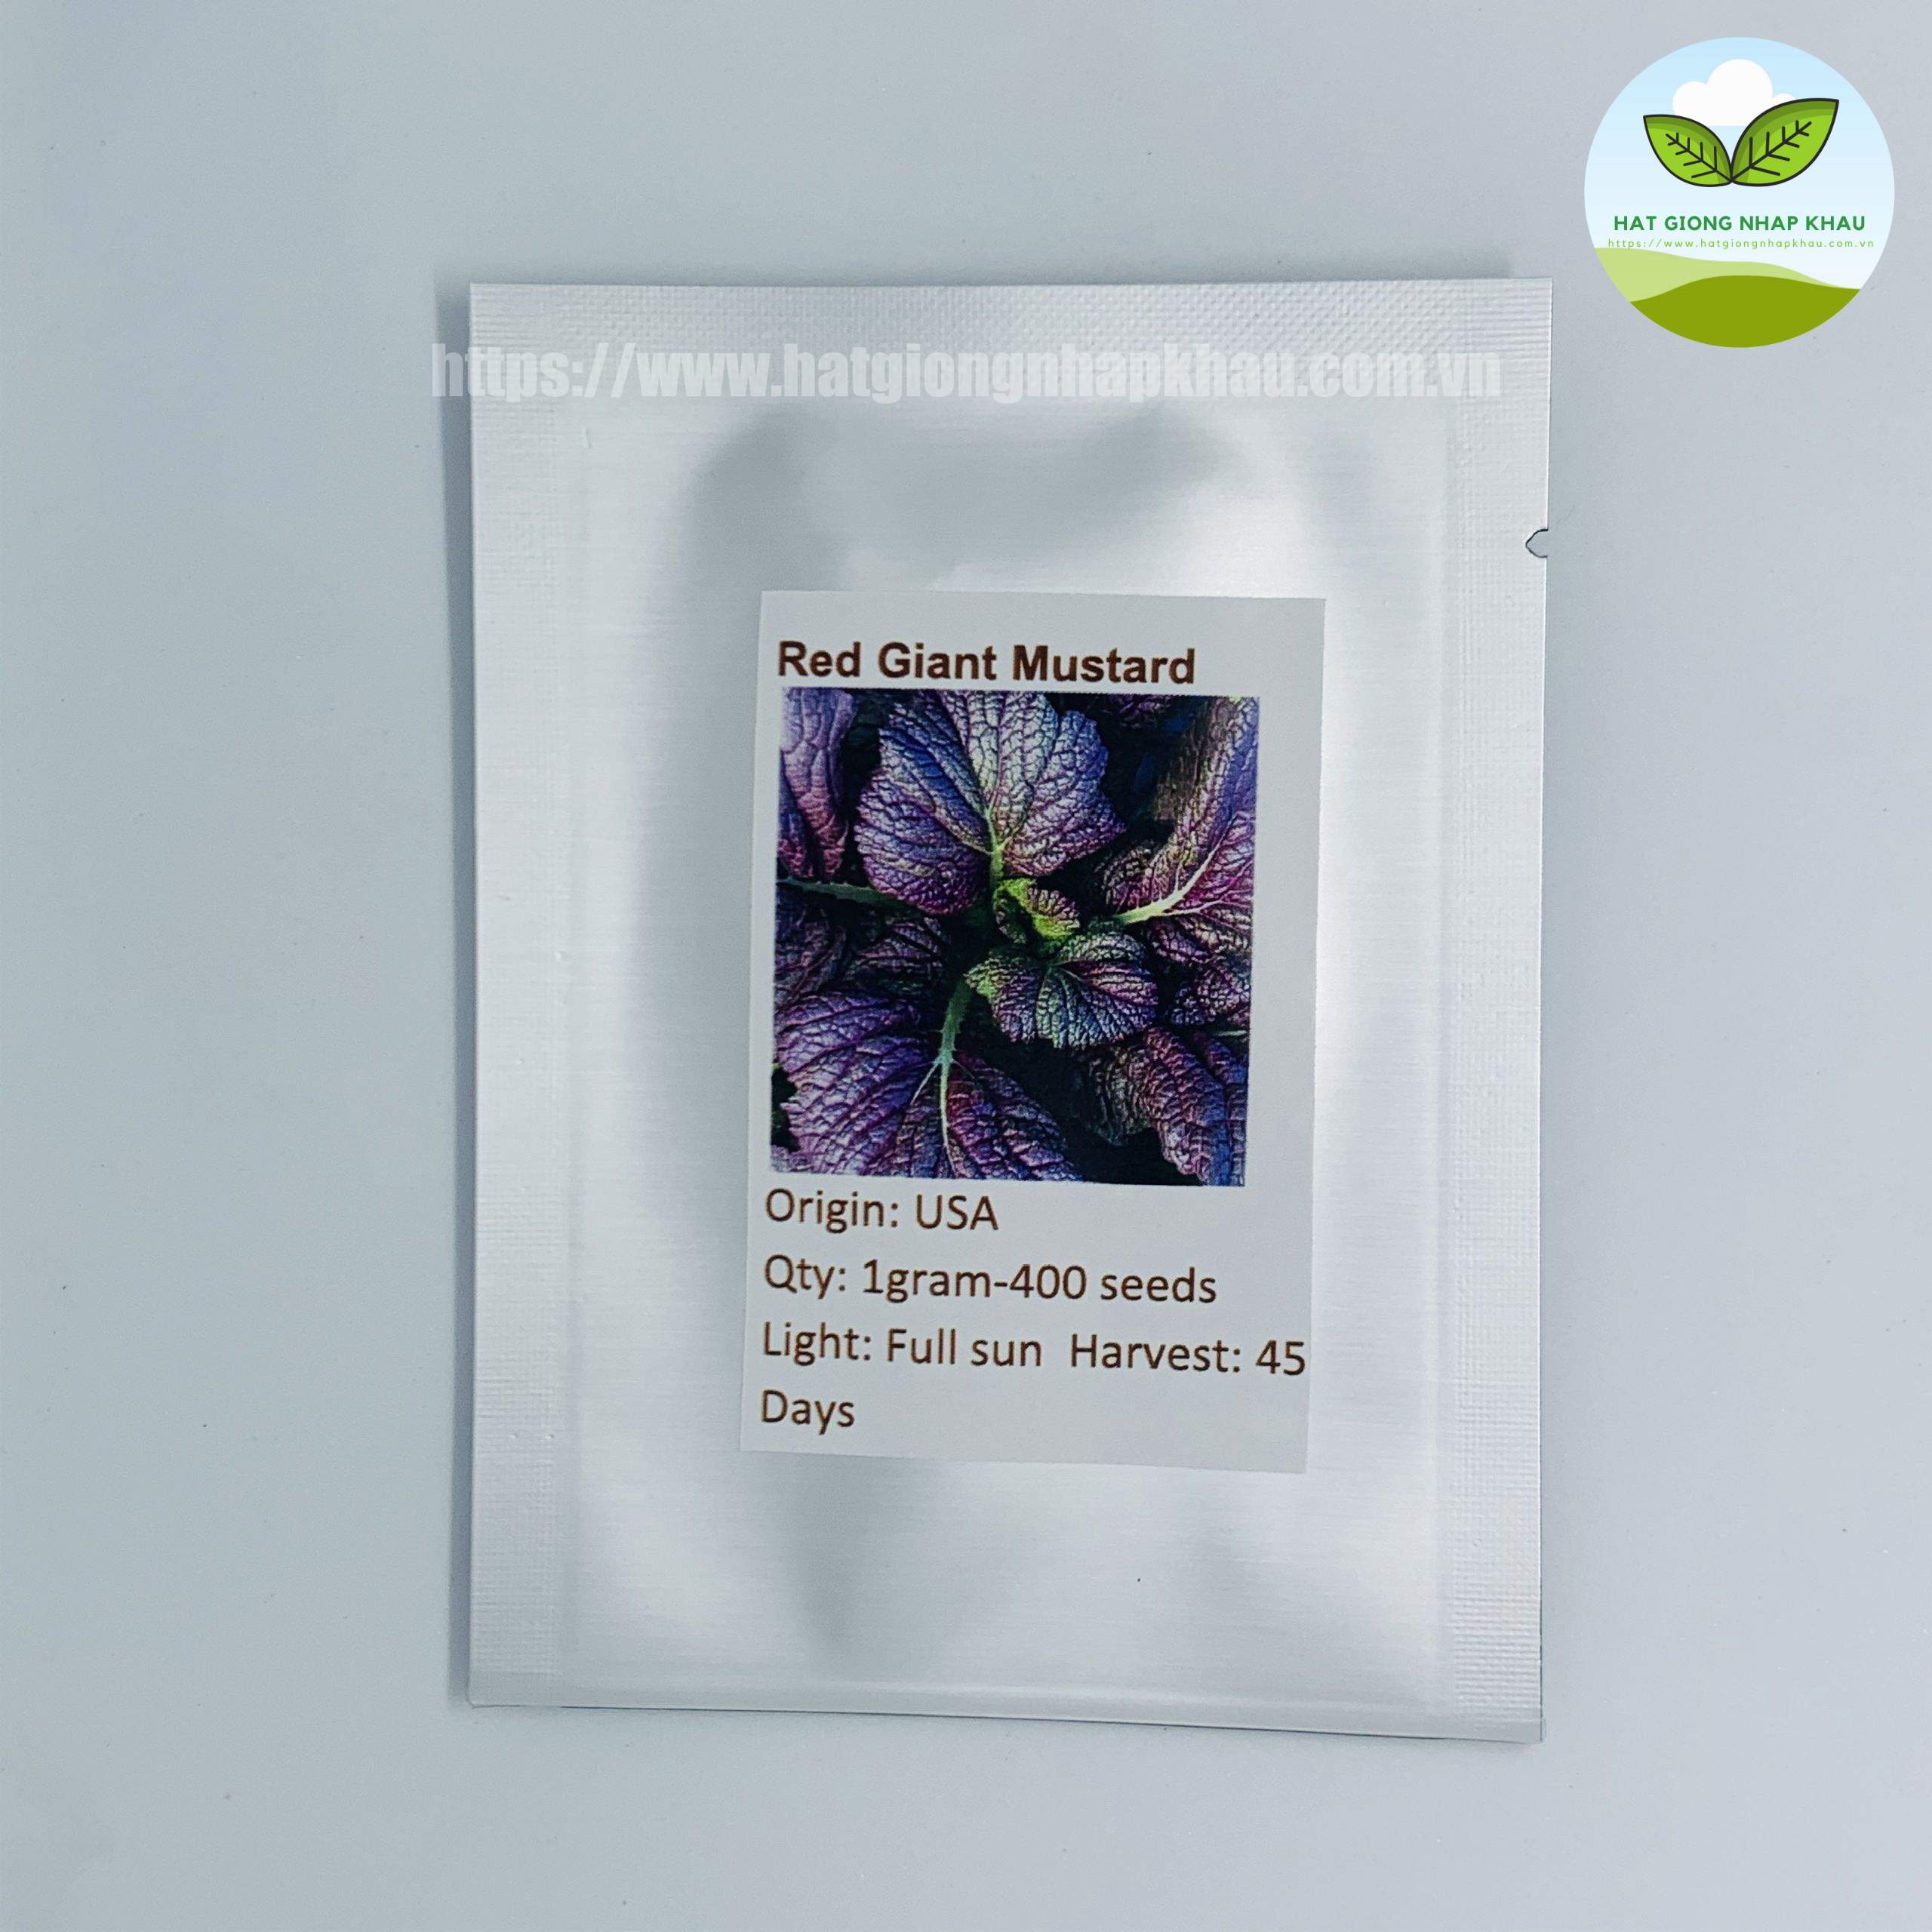 HAT GIONG NHAP KHAU
https://www.hatgiongnhapkhau.com.vn
https://www.hatgiongnhapkhau.com.vn
Red Giant Mustard
Origin: USA
Qty: 1gram-400 seeds
Light: Full sun  Harvest: 45
Days